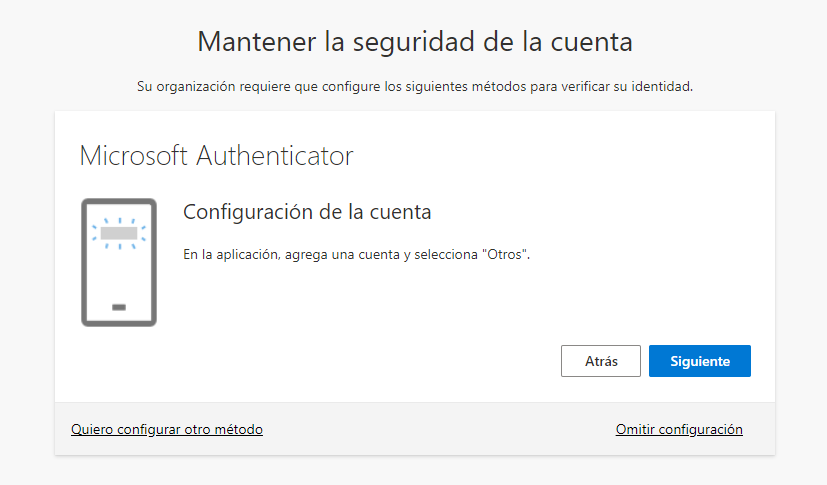 Mantener la seguridad de la cuenta
Su organización requiere que configure los siguientes métodos para verificar su identidad.
Microsoft Authenticator
Configuración de la cuenta
En la aplicación, agrega una cuenta y selecciona "Otros".
Atrás
Siguiente
Quiero configurar otro método
Omitir configuración